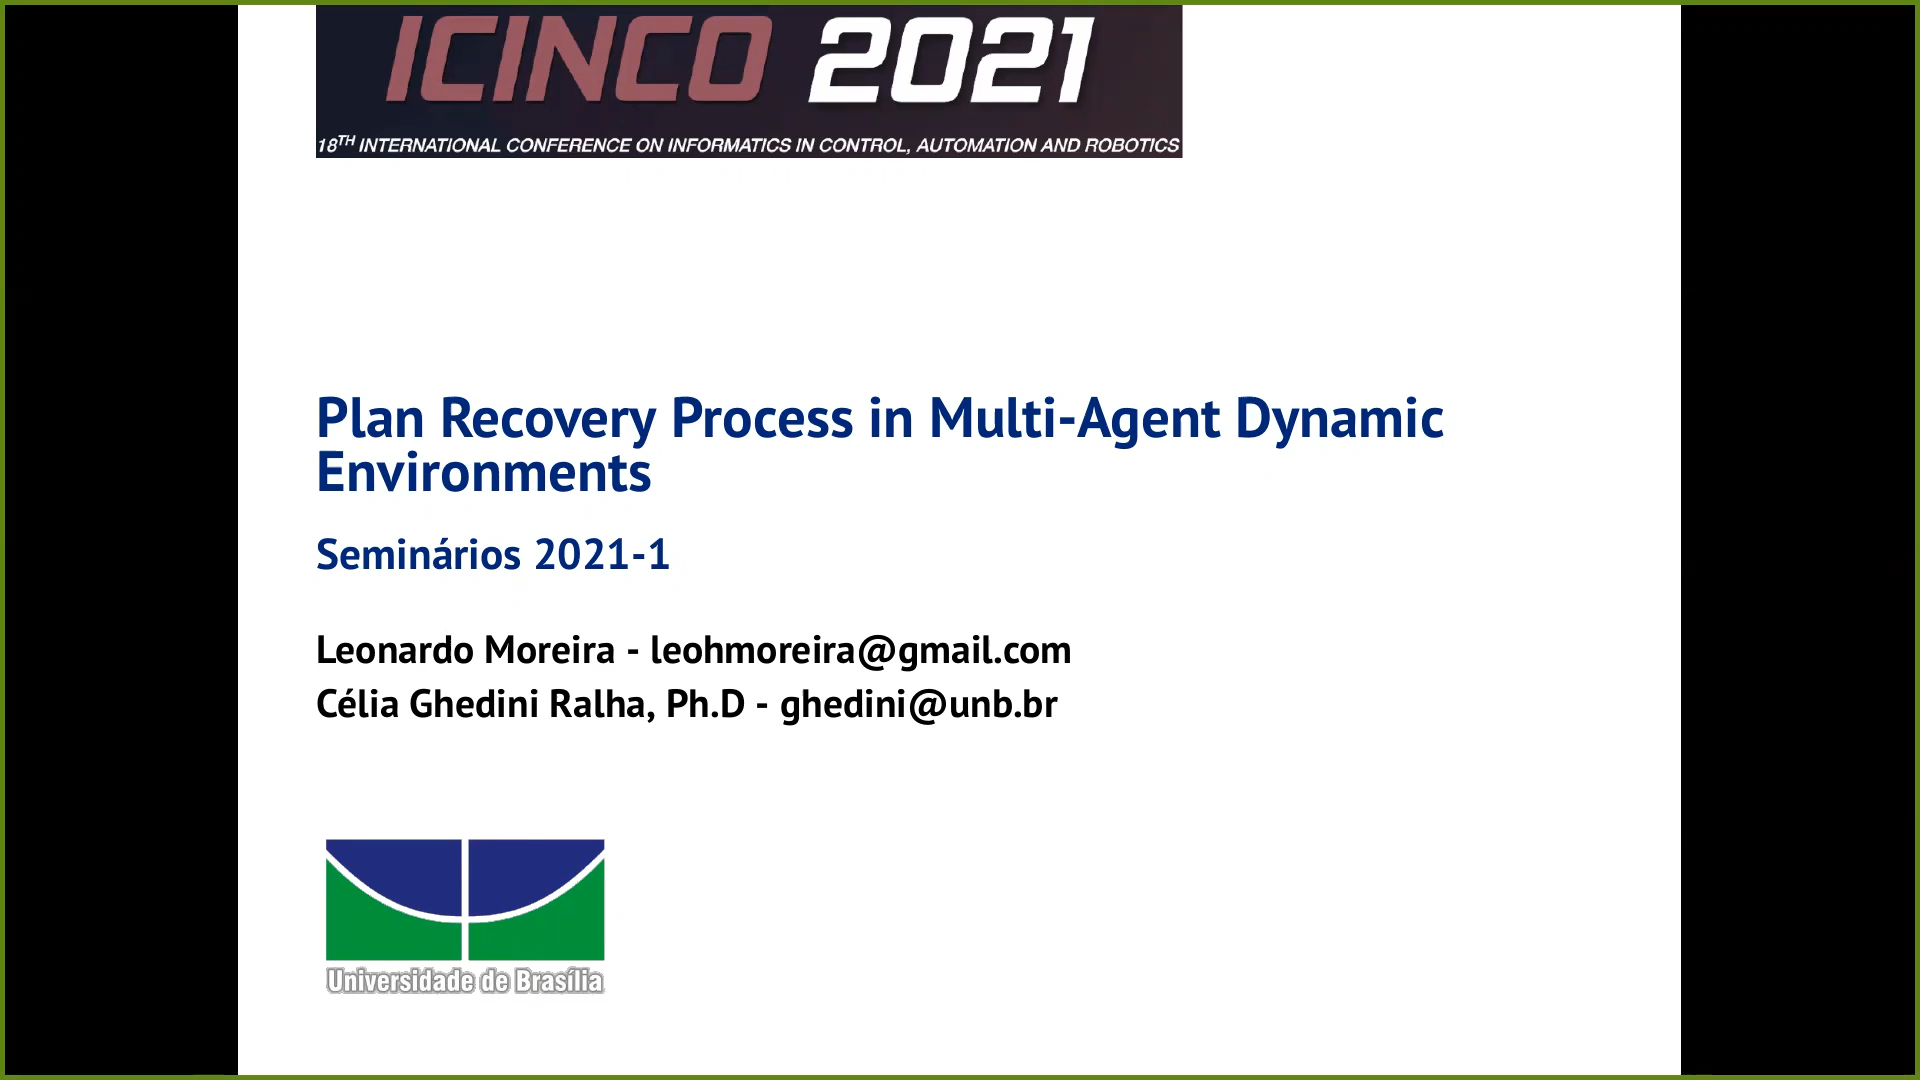 ICINCO 2021
18TH INTERNATIONAL CONFERENCE ON INFORMATICS IN CONTROL, AUTOMATION AND ROBOTICS
Plan Recovery Process in Multi-Agent Dynamic
Environments
Seminários 2021-1
Leonardo Moreira - leohmoreira@gmail.com
Célia Ghedini Ralha, Ph.D - ghedini@unb.br
Universidade de Brasília